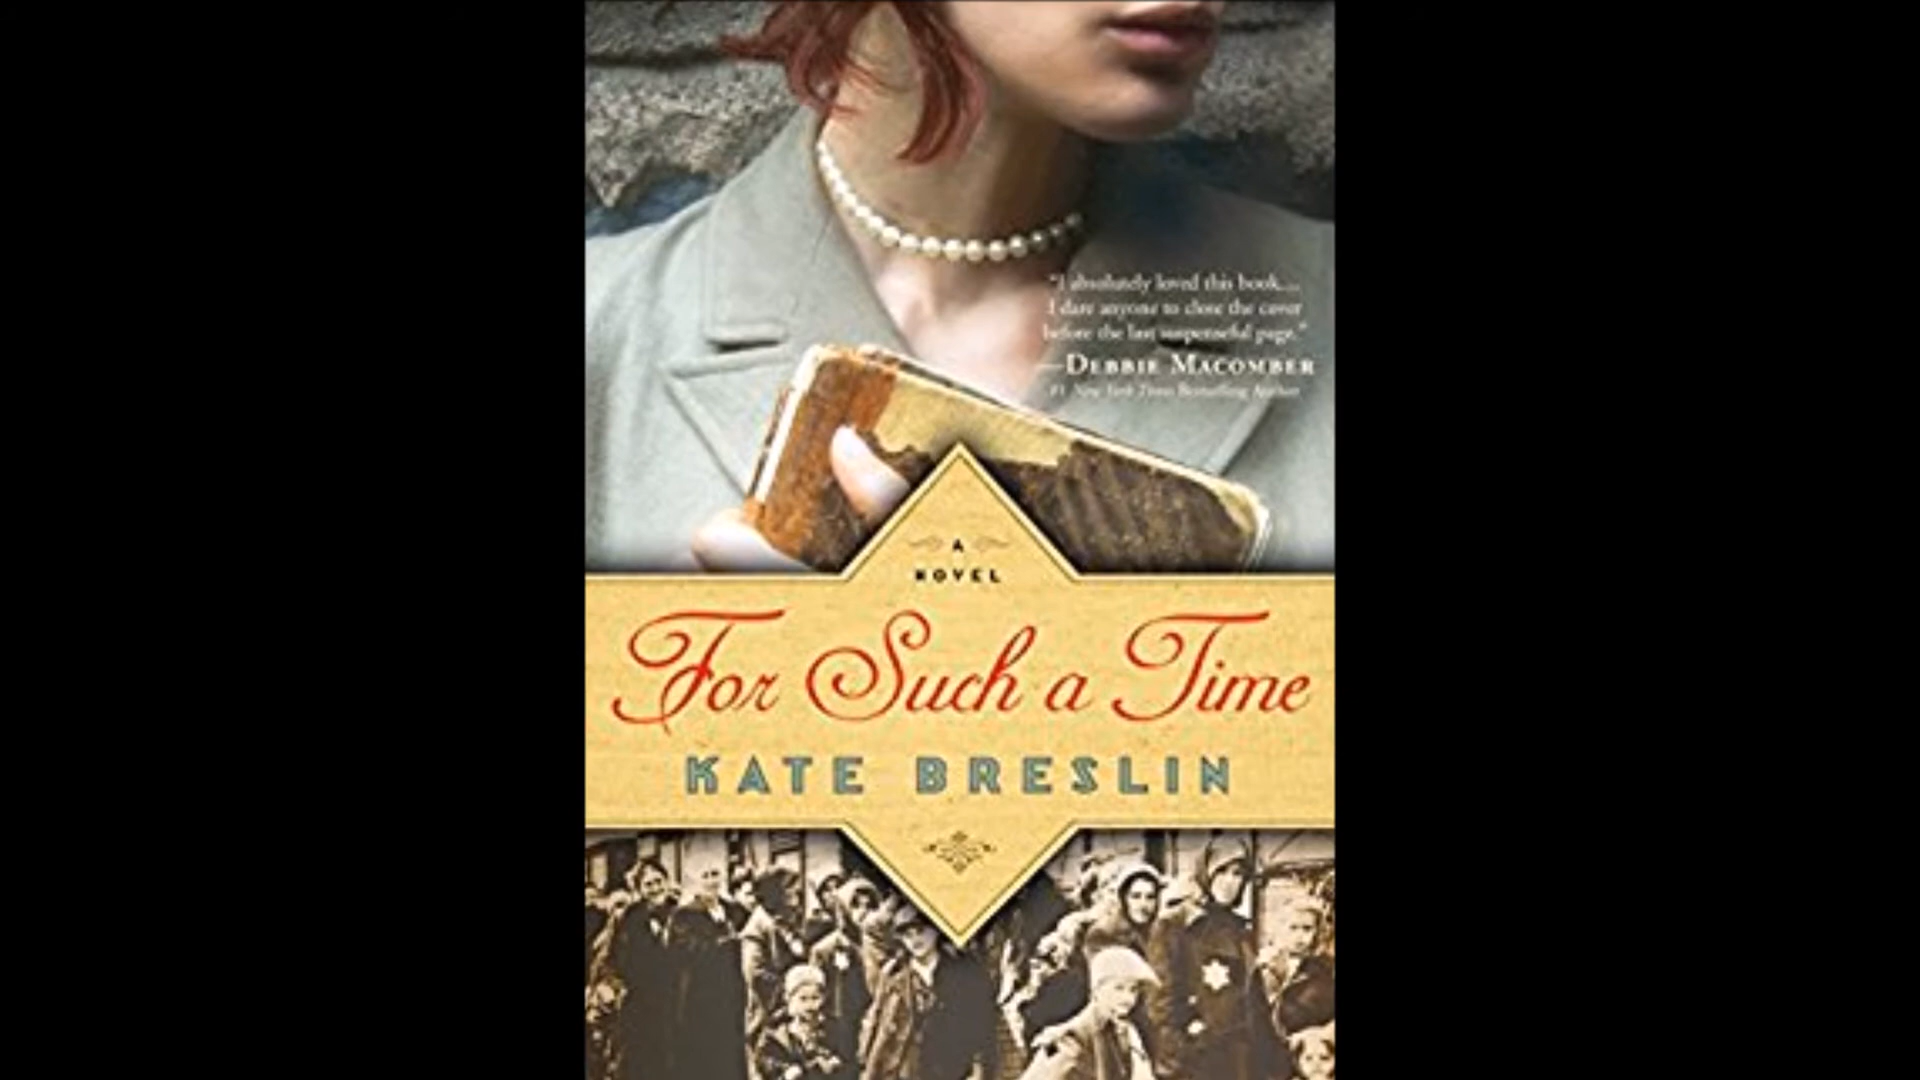 "I absolutely loved this book....
I dare anyone to close the cover
before the last suspenseful page."
—DEBBIE MACOMBER
#1 New York Times Bestselling Author
A
NOVEL
For Such a Time
KATE BRESLIN